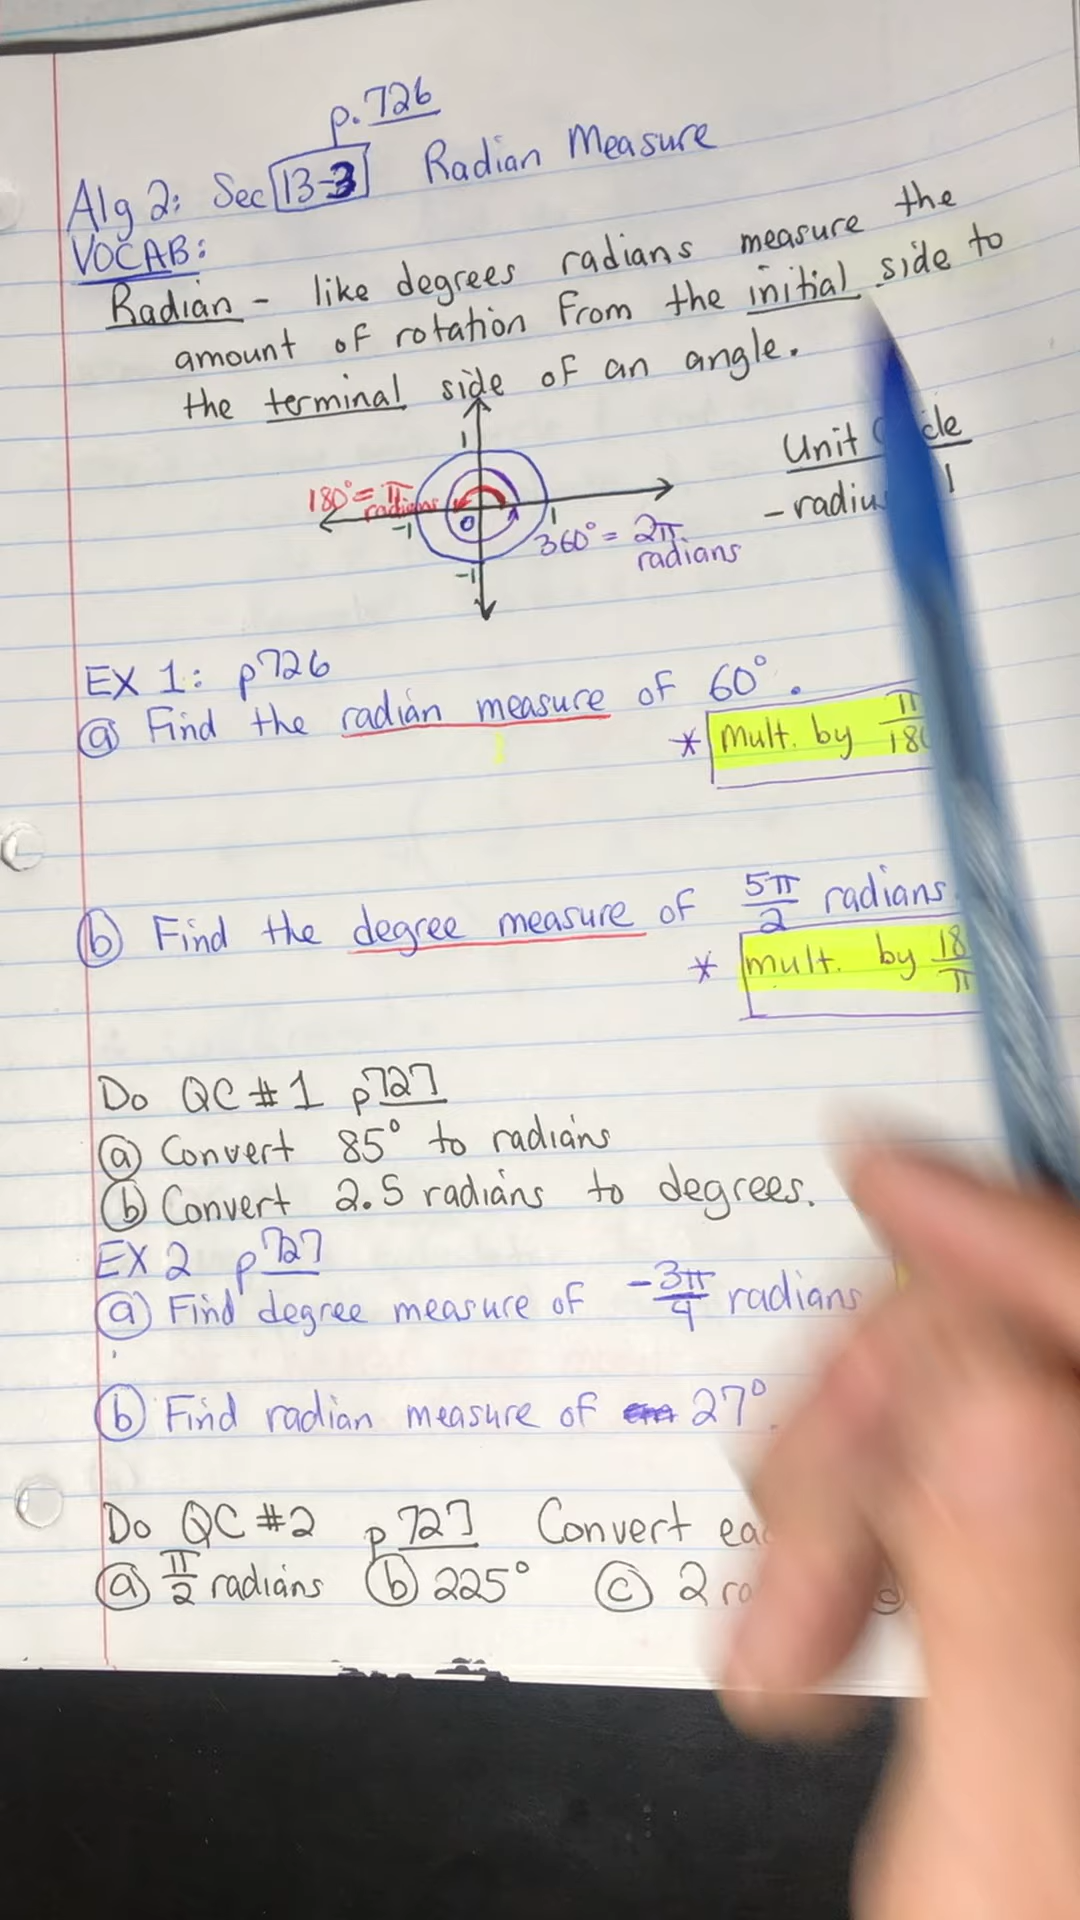 p. 726
Alg 2: Sec 13-3 Radian Measure
VOCAB:
Radian - like degrees radians measure the
amount of rotation from the initial side to
the terminal side of an angle.
Unit
- radiu 1
1
180° = π
radians
-1
0
1
360° = 2π
radians
-1
EX 1: p726
(a) Find the radian measure of 60°.
* mult. by π/18
(b) Find the degree measure of 5π/2 radians
* mult. by 18/π
Do QC #1 p727
(a) Convert 85° to radians
(b) Convert 2.5 radians to degrees.
EX 2 p727
(a) Find degree measure of -3π/4 radians
(b) Find radian measure of 27°.
Do QC #2 p727 Convert ea
(a) π/2 radians (b) 225° (c) 2 ra